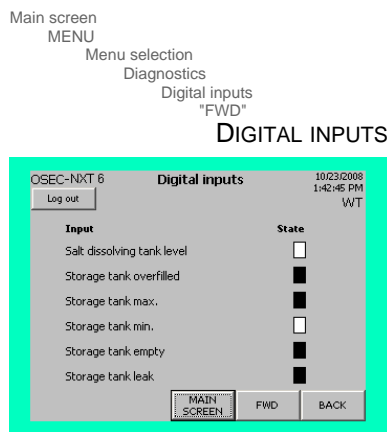 Main screen
MENU
Menu selection
Diagnostics
Digital inputs
"FWD"
DIGITAL INPUTS
OSEC-NXT 6 Digital inputs 10/23/2008
Log out 1:42:45 PM
WT
Input State
Salt dissolving tank level
Storage tank overfilled
Storage tank max.
Storage tank min.
Storage tank empty
Storage tank leak
MAIN SCREEN FWD BACK